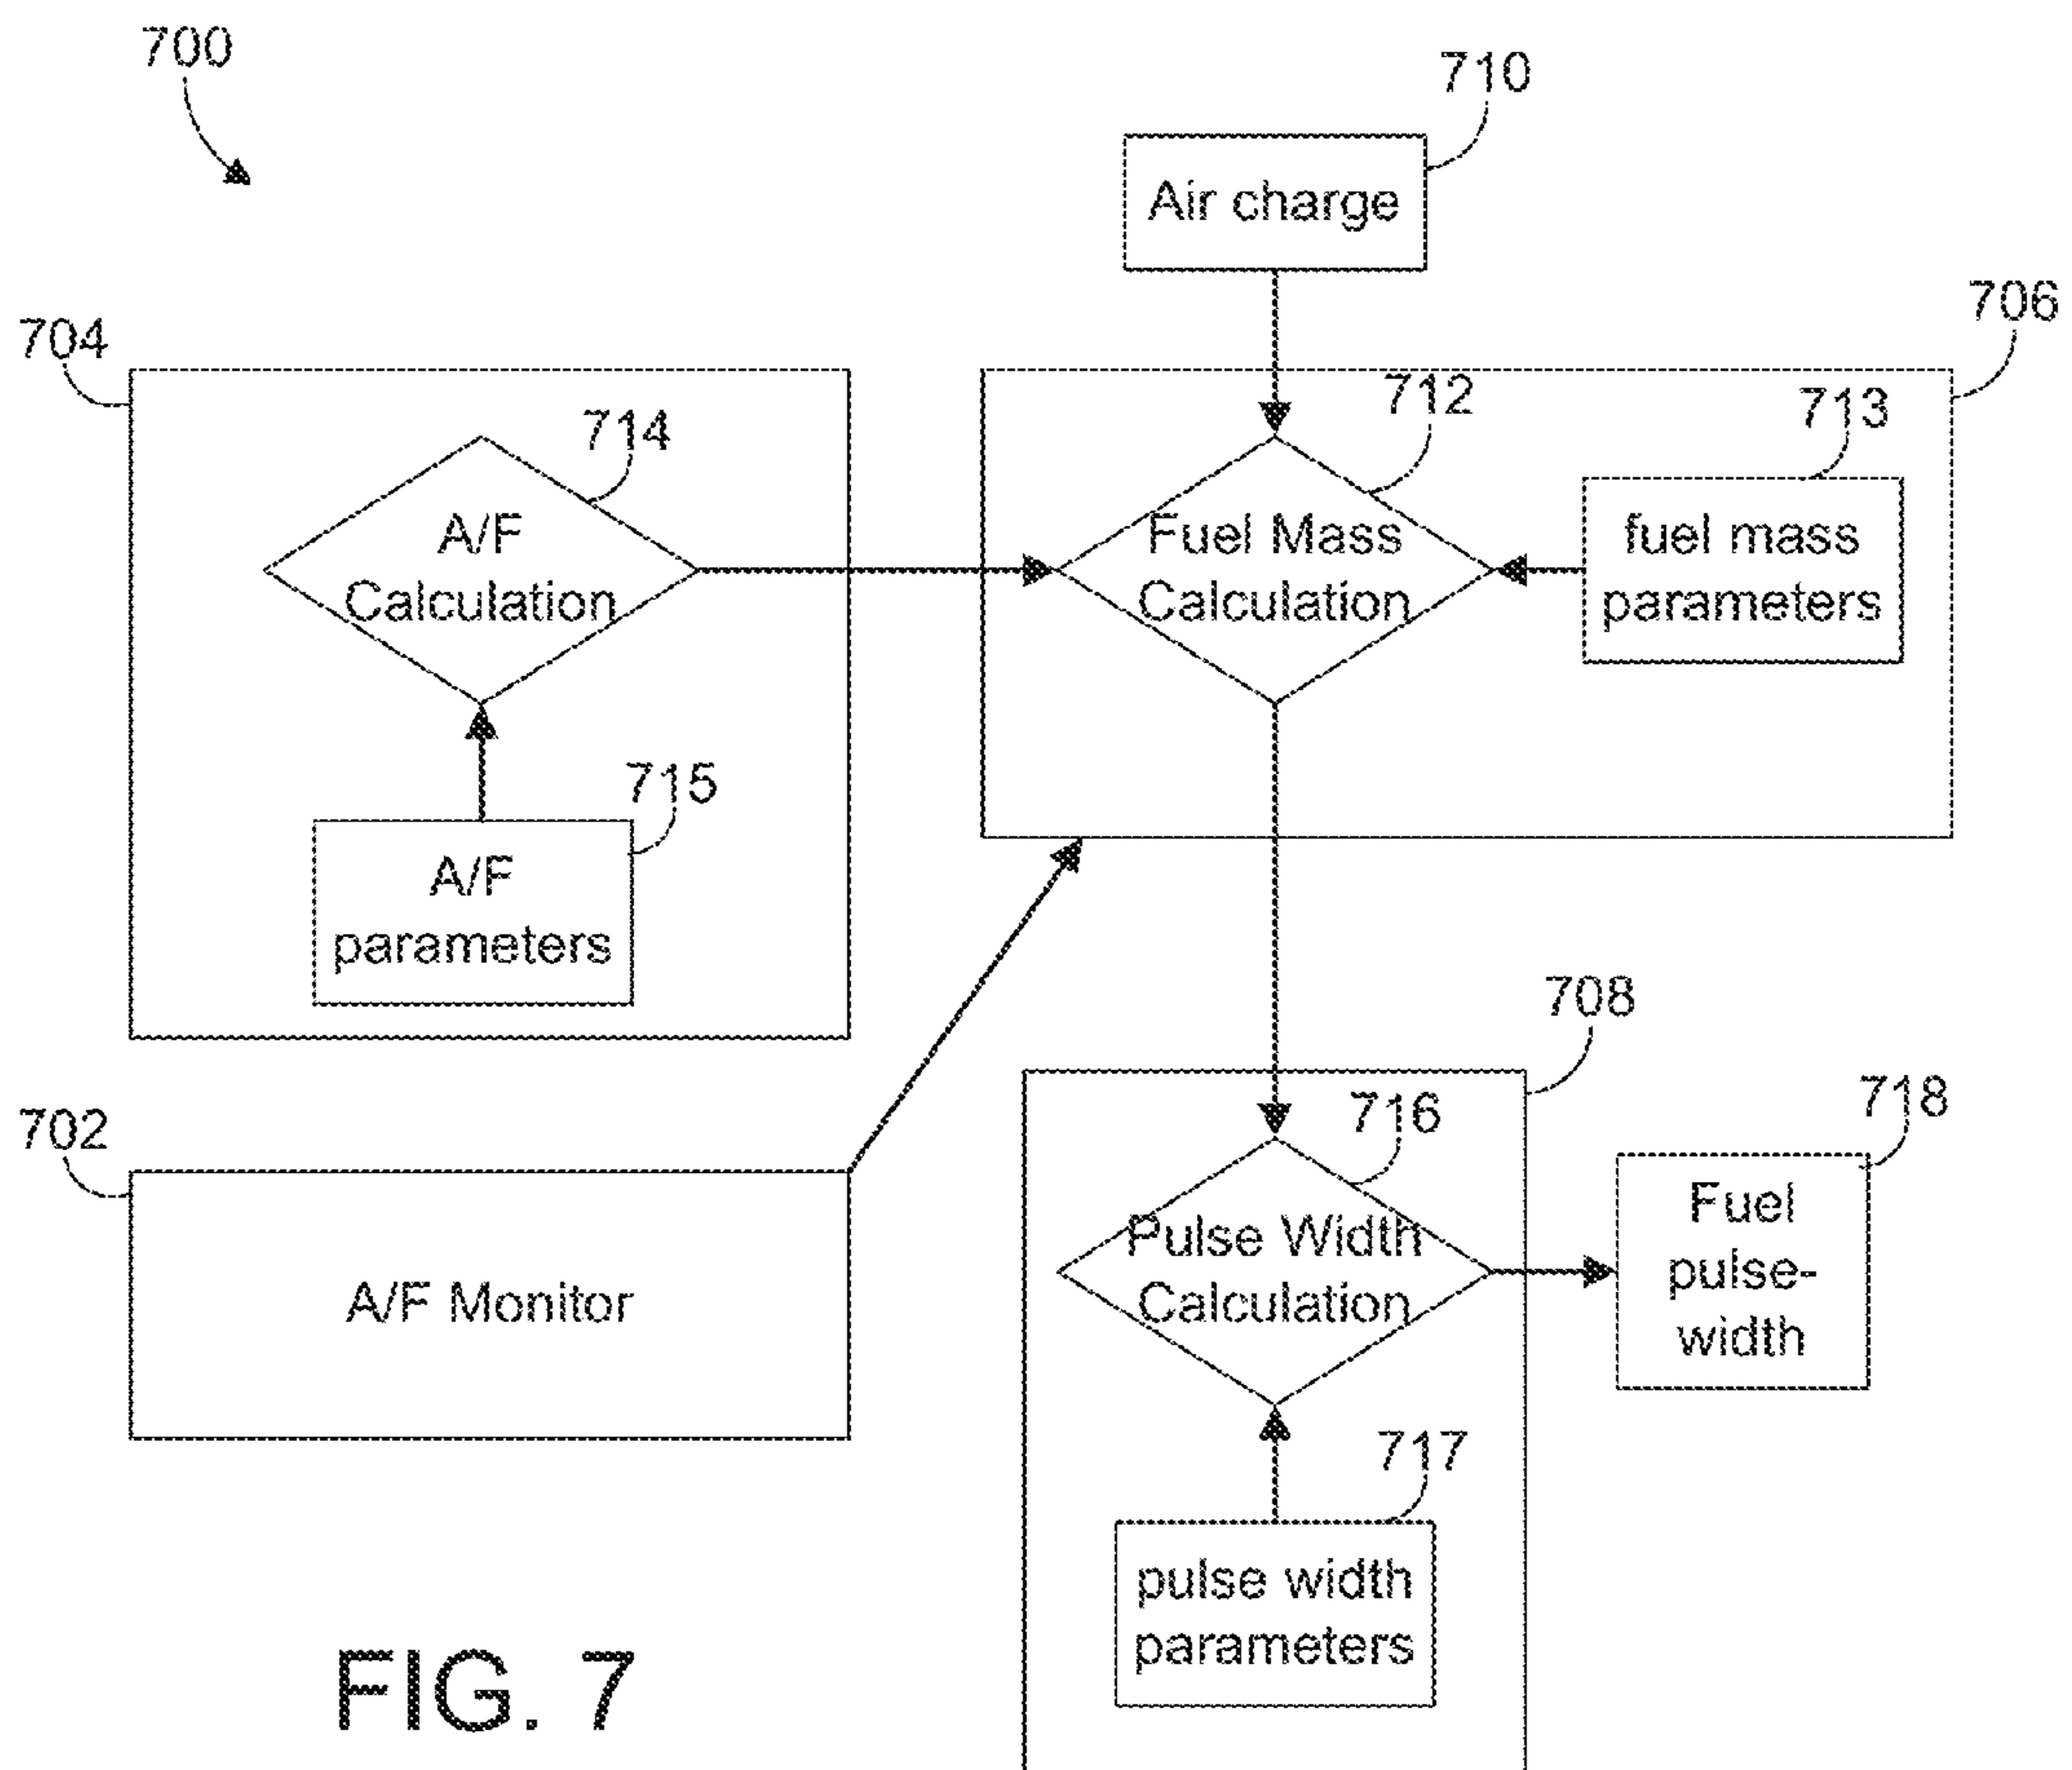 700
710
Air charge
706
704
712
713
714
A/F
Calculation
Fuel Mass
Calculation
fuel mass
parameters
715
A/F
parameters
708
702
716
718
A/F Monitor
Pulse Width
Calculation
Fuel
pulse-
width
717
pulse width
parameters
FIG. 7